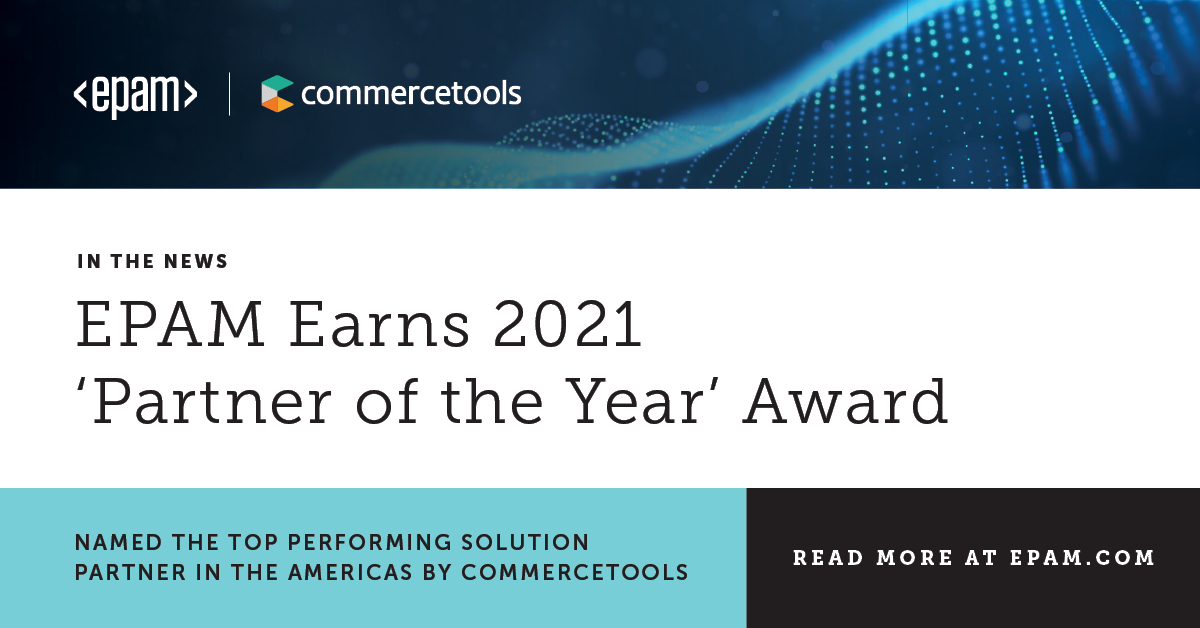 <epam> | commercetools
IN THE NEWS
EPAM Earns 2021
‘Partner of the Year’ Award
NAMED THE TOP PERFORMING SOLUTION
PARTNER IN THE AMERICAS BY COMMERCETOOLS
READ MORE AT EPAM.COM